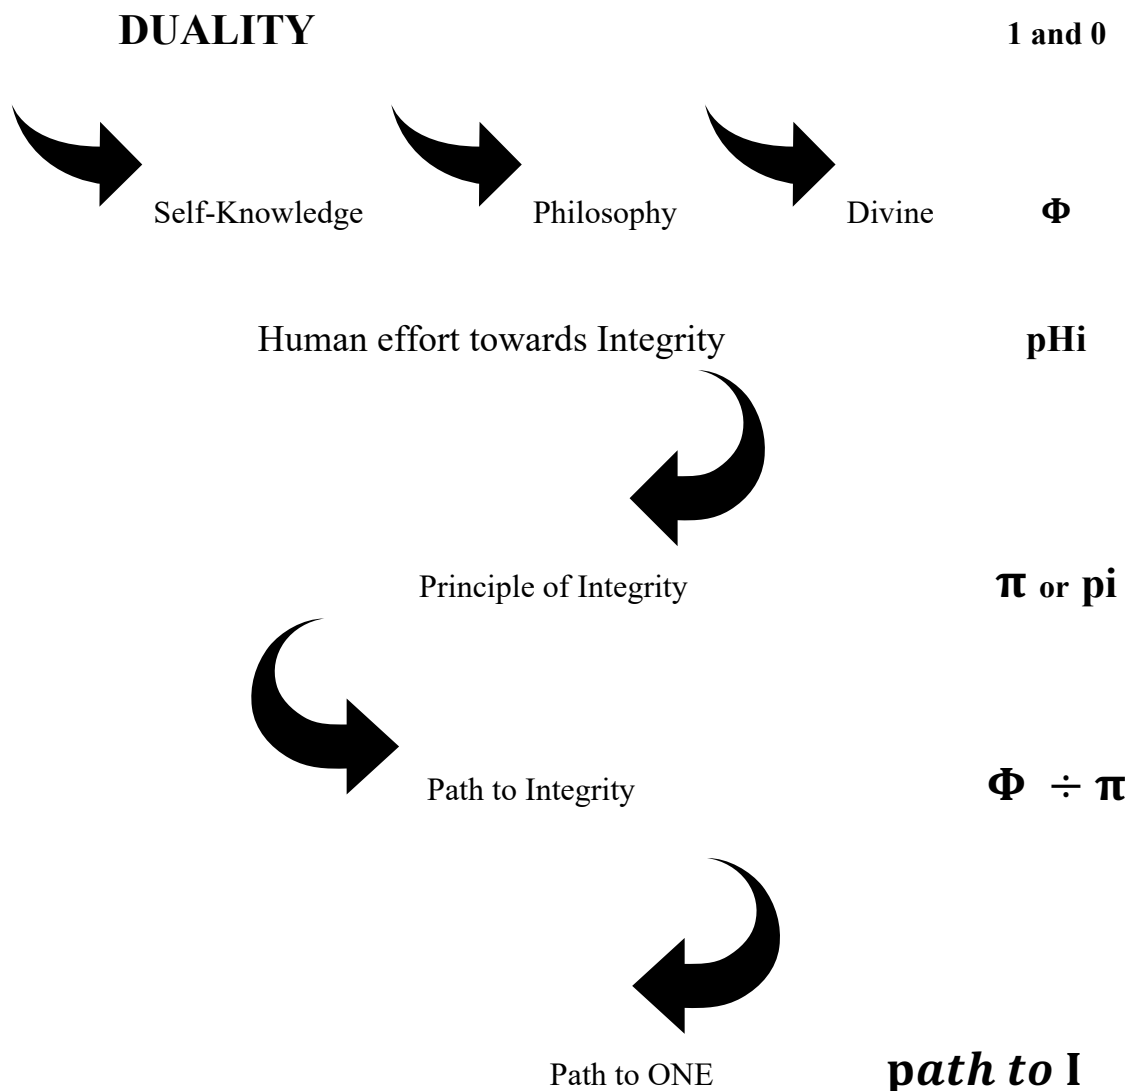 DUALITY 1 and 0
Self-Knowledge Philosophy Divine Φ
Human effort towards Integrity pHi
Principle of Integrity π or pi
Path to Integrity Φ ÷ π
Path to ONE path to I